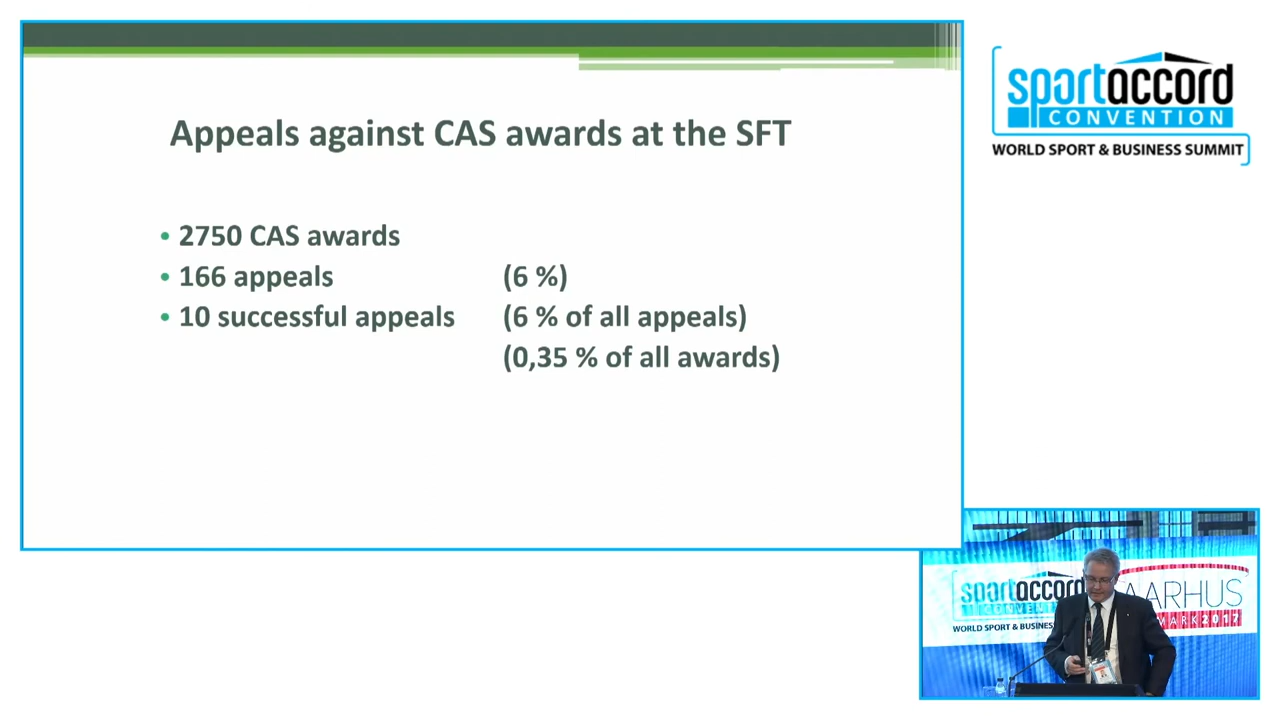 Appeals against CAS awards at the SFT
• 2750 CAS awards
• 166 appeals (6 %)
• 10 successful appeals (6 % of all appeals)
(0,35 % of all awards)
sportaccord
CONVENTION
WORLD SPORT & BUSINESS SUMMIT
sportaccord
WORLD SPORT & BUSINESS
AARHUS
MARK2017